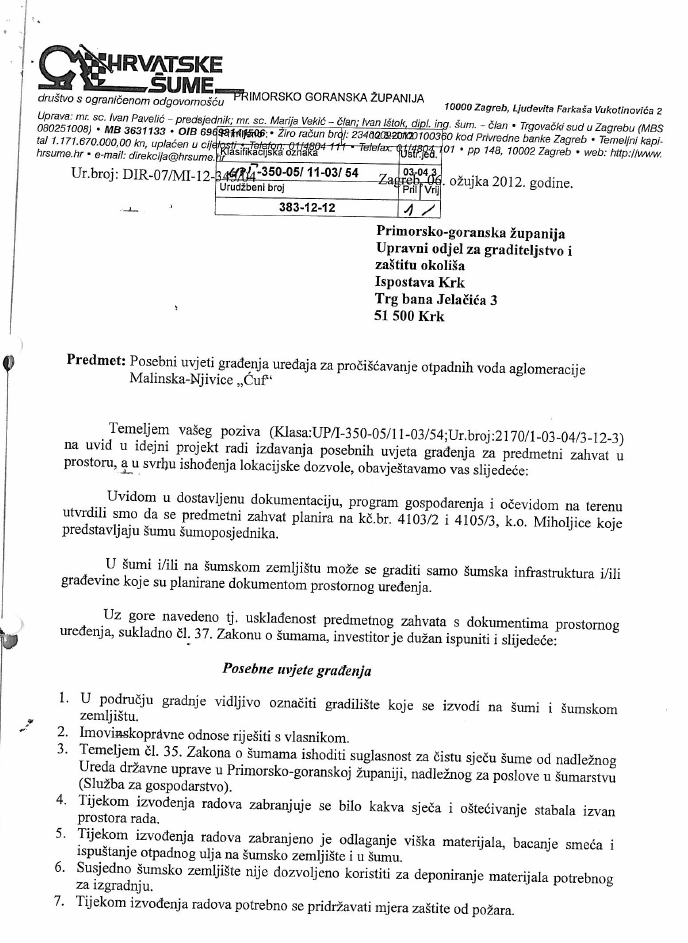 HRVATSKE
ŠUME
društvo s ograničenom odgovornošću
PRIMORSKO GORANSKA ŽUPANIJA
10000 Zagreb, Ljudevita Farkaša Vukotinovića 2
Uprava: mr. sc. Ivan Pavelić – predsjednik; mr. sc. Marija Vekić – član; Ivan Ištok, dipl. ing. šum. – član • Trgovački sud u Zagrebu (MBS
080251008) • MB 3631133 • OIB 69693144506 • Žiro račun broj: kod Privredne banke Zagreb • Temeljni kapi-
tal 1.171.670.000,00 kn, uplaćen u cijelosti • Telefon: 01/4804 111 • Telefax: 01/4804 101 • pp 148, 10002 Zagreb • web: http://www.
hrsume.hr • e-mail: direkcija@hrsume.hr
Klasifikacijska oznaka
Ustr.jed.
-350-05/ 11-03/ 54
03-04 3
Ur.broj: DIR-07/MI-12-
Zagreb, 06. ožujka 2012. godine.
Urudžbeni broj
Pril
Vrij
383-12-12
1 /
Primorsko-goranska županija
Upravni odjel za graditeljstvo i
zaštitu okoliša
Ispostava Krk
Trg bana Jelačića 3
51 500 Krk
Predmet: Posebni uvjeti građenja uređaja za pročišćavanje otpadnih voda aglomeracije
Malinska-Njivice „Ćuf“
Temeljem vašeg poziva (Klasa:UP/I-350-05/11-03/54;Ur.broj:2170/1-03-04/3-12-3)
na uvid u idejni projekt radi izdavanja posebnih uvjeta građenja za predmetni zahvat u
prostoru, a u svrhu ishođenja lokacijske dozvole, obavještavamo vas slijedeće:
Uvidom u dostavljenu dokumentaciju, program gospodarenja i očevidom na terenu
utvrdili smo da se predmetni zahvat planira na kč.br. 4103/2 i 4105/3, k.o. Miholjice koje
predstavljaju šumu šumoposjednika.
U šumi i/ili na šumskom zemljištu može se graditi samo šumska infrastruktura i/ili
građevine koje su planirane dokumentom prostornog uređenja.
Uz gore navedeno tj. usklađenost predmetnog zahvata s dokumentima prostornog
uređenja, sukladno čl. 37. Zakonu o šumama, investitor je dužan ispuniti i slijedeće:
Posebne uvjete građenja
1. U području gradnje vidljivo označiti gradilište koje se izvodi na šumi i šumskom
zemljištu.
2. Imovinskopravne odnose riješiti s vlasnikom.
3. Temeljem čl. 35. Zakona o šumama ishoditi suglasnost za čistu sječu šume od nadležnog
Ureda državne uprave u Primorsko-goranskoj županiji, nadležnog za poslove u šumarstvu
(Služba za gospodarstvo).
4. Tijekom izvođenja radova zabranjuje se bilo kakva sječa i oštećivanje stabala izvan
prostora rada.
5. Tijekom izvođenja radova zabranjeno je odlaganje viška materijala, bacanje smeća i
ispuštanje otpadnog ulja na šumsko zemljište i u šumu.
6. Susjedno šumsko zemljište nije dozvoljeno koristiti za deponiranje materijala potrebnog
za izgradnju.
7. Tijekom izvođenja radova potrebno se pridržavati mjera zaštite od požara.